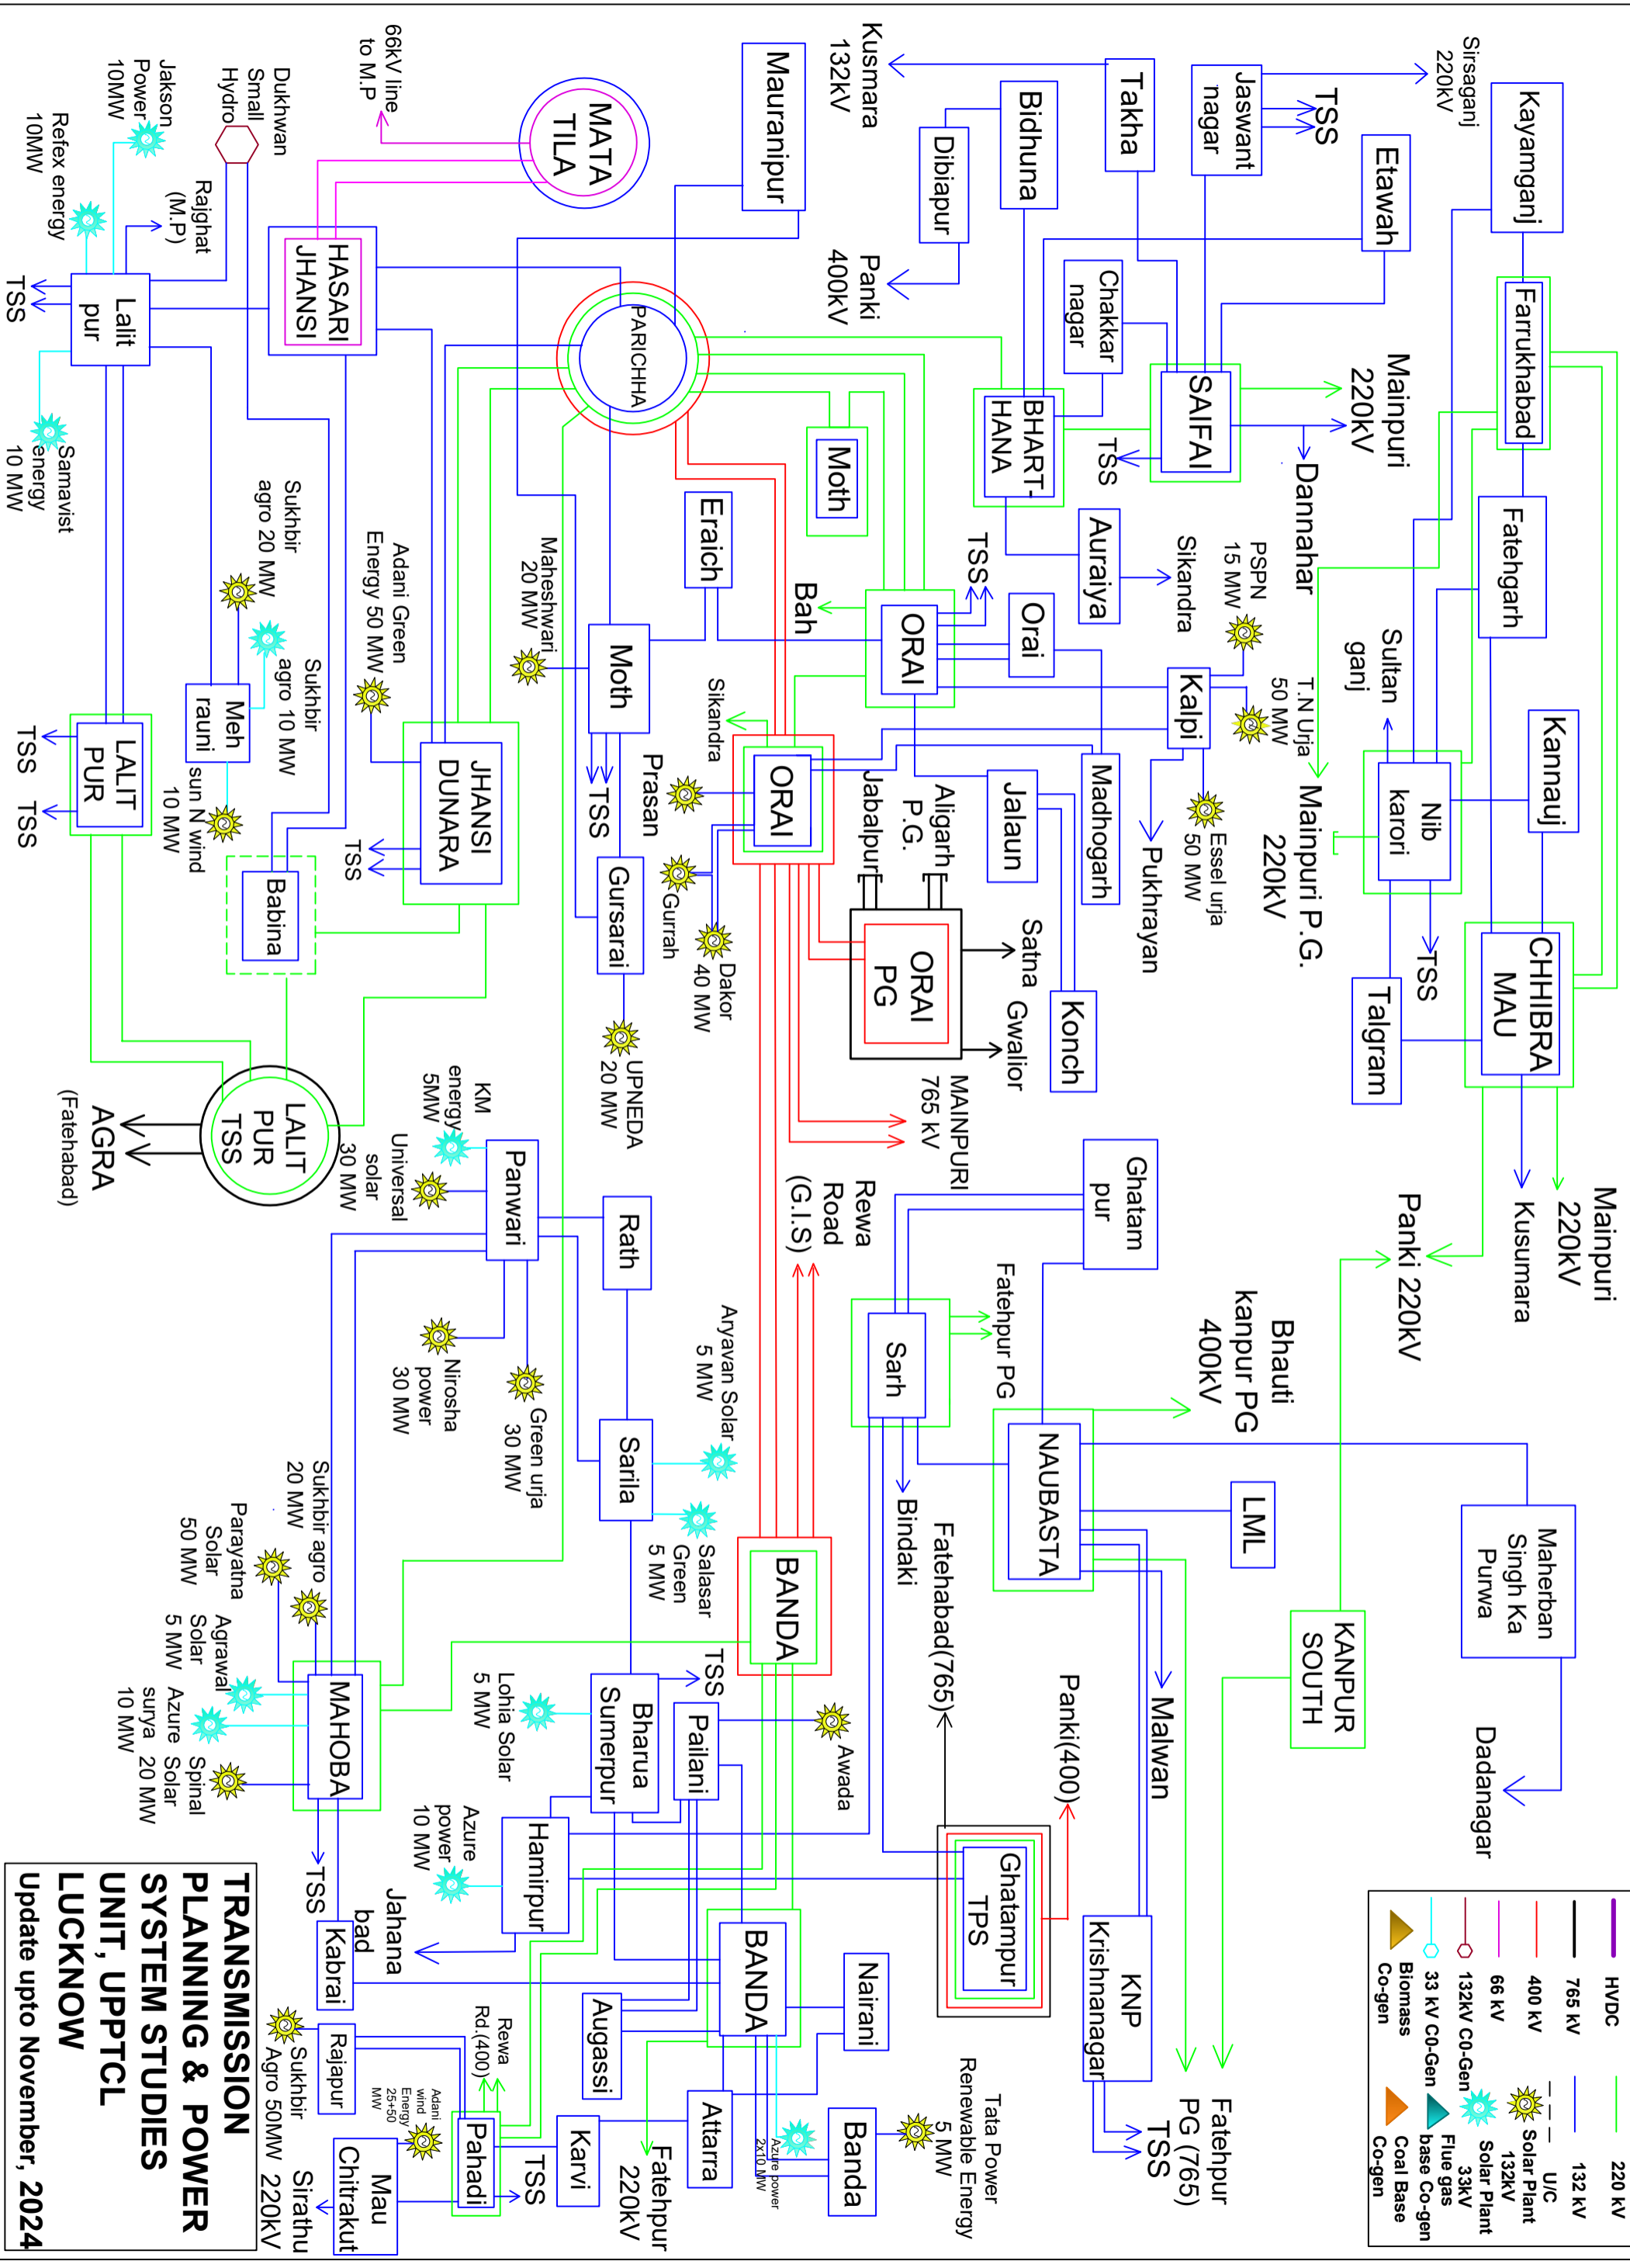 Sirsaganj
220kV
Kusmara
132kV
Kayamganj
Jaswant
nagar
TSS
Etawah
Takha
Bidhuna
Dibiapur
Panki
400kV
Chakkar
nagar
Mauranipur
66kV line
to M.P
MATA
TILA
Dukhwan
Small
Hydro
Jakson
Power
10MW
Refex energy
10MW
Rajghat
(M.P)
HASARI
JHANSI
Lalit
pur
TSS
Samavist
energy
10 MW
PARICHHA
Farrukhabad
Mainpuri
220kV
SAIFAI
Dannahar
TSS
BHART-
HANA
Moth
Fatehgarh
Auraiya
Sikandra
Eraich
TSS
Bah
ORAI
Orai
PSPN
15 MW
Kalpi
T.N Urja
50 MW
Sultan
ganj
Essel urja
50 MW
Pukhrayan
Mainpuri P.G.
220kV
Nib
karori
Kannauj
TSS
Talgram
CHHIBRA
MAU
Mainpuri
220kV
Kusumara
Panki 220kV
Maheshwari
20 MW
Moth
TSS
Sikandra
Prasan
ORAI
Gurrah
Dakor
40 MW
Madhogarh
Jalaun
Konch
Aligarh
P.G.
Jabalpur
ORAI
PG
Satna
Gwalior
MAINPURI
765 kV
Gursarai
UPNEDA
20 MW
Sukhbir
agro 20 MW
Sukhbir
agro 10 MW
Adani Green
Energy 50 MW
Meh
rauni
sun N wind
10 MW
JHANSI
DUNARA
TSS
LALIT
PUR
TSS
TSS
Babina
LALIT
PUR
TSS
AGRA
(Fatehabad)
KM
energy
5MW
Universal
solar
30 MW
Panwari
Rath
Nirosha
power
30 MW
Green urja
30 MW
Sarila
Aryavan Solar
5 MW
Salasar
Green
5 MW
Rewa
Road
(G.I.S)
Ghatam
pur
Sarh
Fatehpur PG
Bindaki
NAUBASTA
Bhauti
kanpur PG
400kV
LML
Maherban
Singh Ka
Purwa
Dadanagar
KANPUR
SOUTH
Malwan
Fatehabad(765)
Panki(400)
BANDA
TSS
Bharua
Sumerpur
Lohia Solar
5 MW
Pailani
Awada
Hamirpur
Azure
power
10 MW
Jahana
bad
Ghatampur
TPS
KNP
Krishnanagar
TSS
Fatehpur
PG (765)
Sukhbir agro
20 MW
Parayatna
Solar
50 MW
Agrawal
Solar
5 MW
Azure
surya
10 MW
Spinal
Solar
20 MW
MAHOBA
TSS
Kabrai
BANDA
Nairani
Augassi
Attarra
Azure power
2x10 MW
Banda
Tata Power
Renewable Energy
5 MW
Fatehpur
220kV
Karvi
Rewa
Rd.(400)
Pahadi
TSS
Adani
wind
Energy
25+50
MW
Rajapur
Sukhbir
Agro 50MW
Mau
Chitrakut
Sirathu
220kV
HVDC
765 kV
400 kV
66 kV
132kV C0-Gen
33 kV C0-Gen
Biomass
Co-gen
220 kV
132 kV
U/C
Solar Plant
132kV
33kV
Solar Plant
Flue gas
base Co-gen
Coal Base
Co-gen
TRANSMISSION
PLANNING & POWER
SYSTEM STUDIES
UNIT, UPPTCL
LUCKNOW
Update upto November, 2024